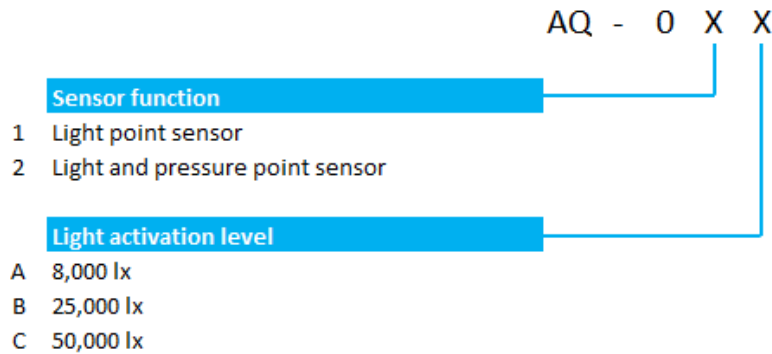 AQ - 0 X X
Sensor function
1 Light point sensor
2 Light and pressure point sensor
Light activation level
A 8,000 lx
B 25,000 lx
C 50,000 lx